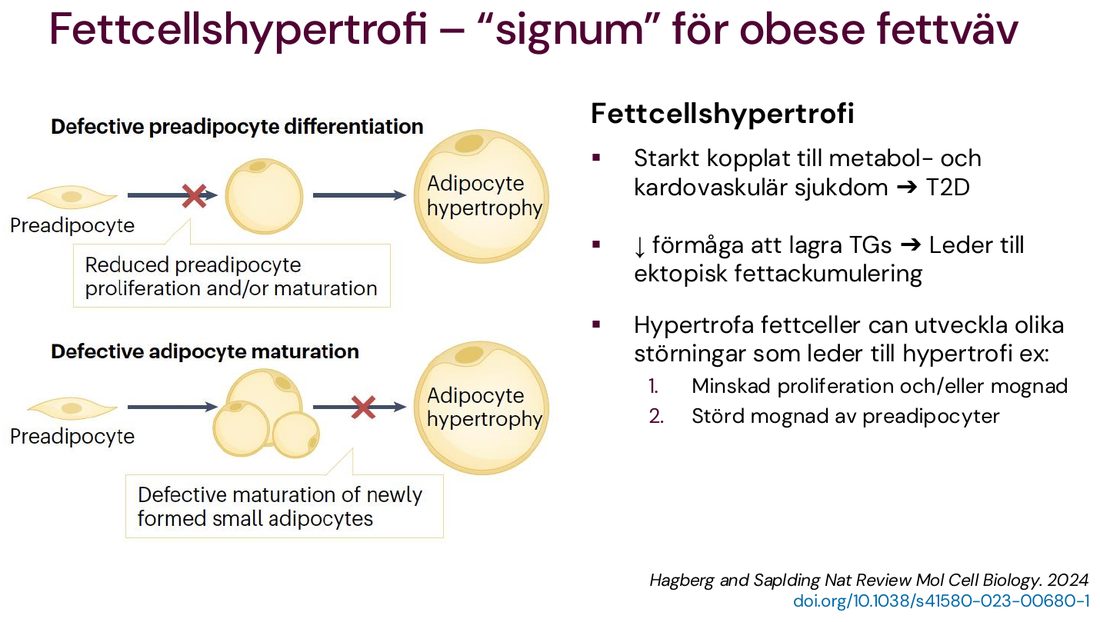 Fettcellshypertrofi – “signum” för obese fettväv
Defective preadipocyte differentiation
Preadipocyte
Adipocyte
hypertrophy
Reduced preadipocyte
proliferation and/or maturation
Defective adipocyte maturation
Preadipocyte
Adipocyte
hypertrophy
Defective maturation of newly
formed small adipocytes
Fettcellshypertrofi
▪ Starkt kopplat till metabol- och
kardovaskulär sjukdom ➔ T2D
▪ ↓ förmåga att lagra TGs ➔ Leder till
ektopisk fettackumulering
▪ Hypertrofa fettceller can utveckla olika
störningar som leder till hypertrofi ex:
1. Minskad proliferation och/eller mognad
2. Störd mognad av preadipocyter
Hagberg and Saplding Nat Review Mol Cell Biology. 2024
doi.org/10.1038/s41580-023-00680-1